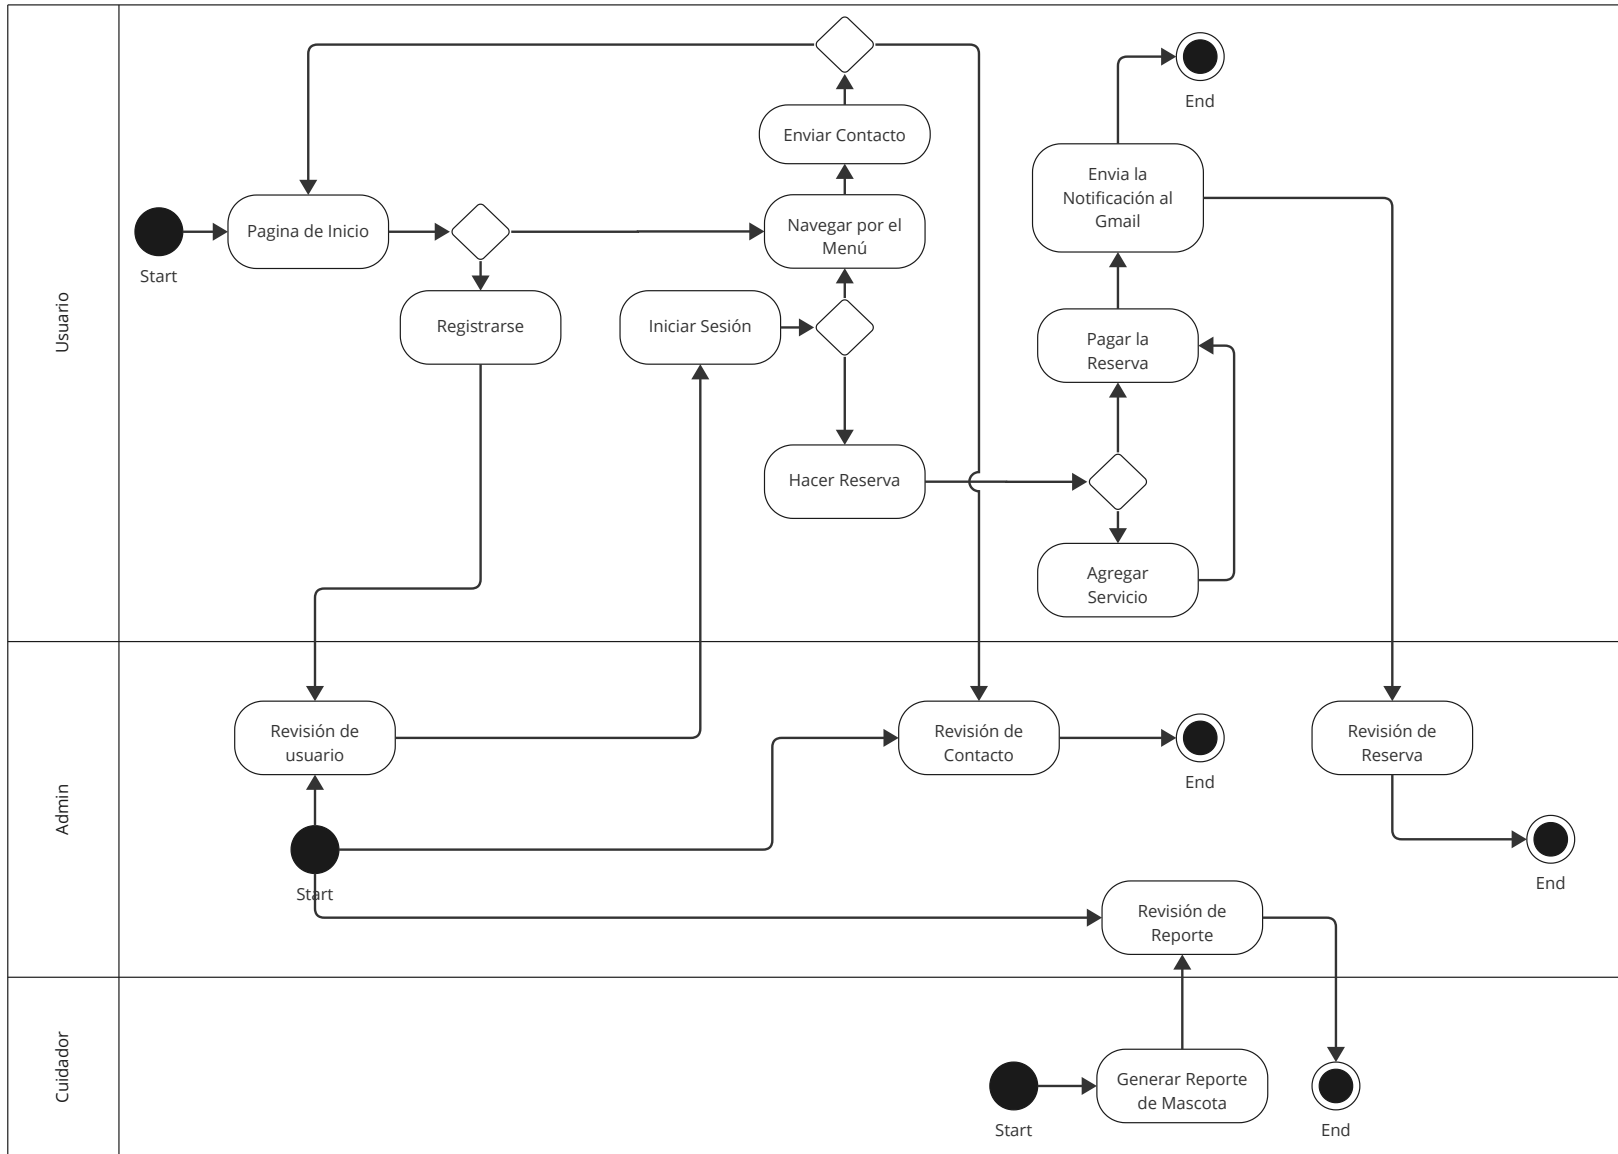 Usuario
Start
Pagina de Inicio
Registrarse
Iniciar Sesión
Enviar Contacto
Navegar por el
Menú
Hacer Reserva
End
Envia la
Notificación al
Gmail
Pagar la
Reserva
Agregar
Servicio
Admin
Revisión de
usuario
Start
Revisión de
Contacto
End
Revisión de
Reserva
End
Revisión de
Reporte
Cuidador
Start
Generar Reporte
de Mascota
End